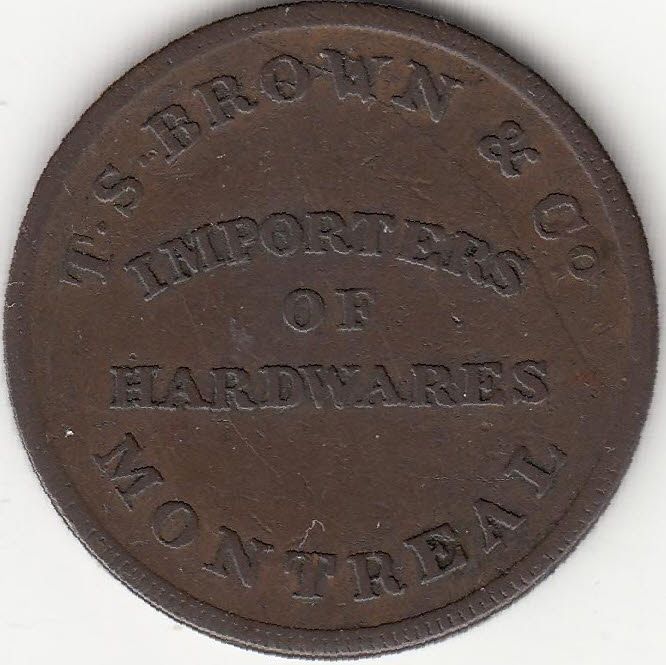 T. S. BROWN & Co
IMPORTERS
OF
HARDWARES
MONTREAL